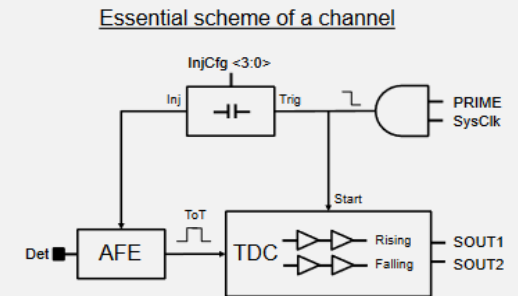 Essential scheme of a channel
InjCfg <3:0>
Inj
Trig
PRIME
SysClk
Start
ToT
Det
AFE
TDC
Rising
Falling
SOUT1
SOUT2